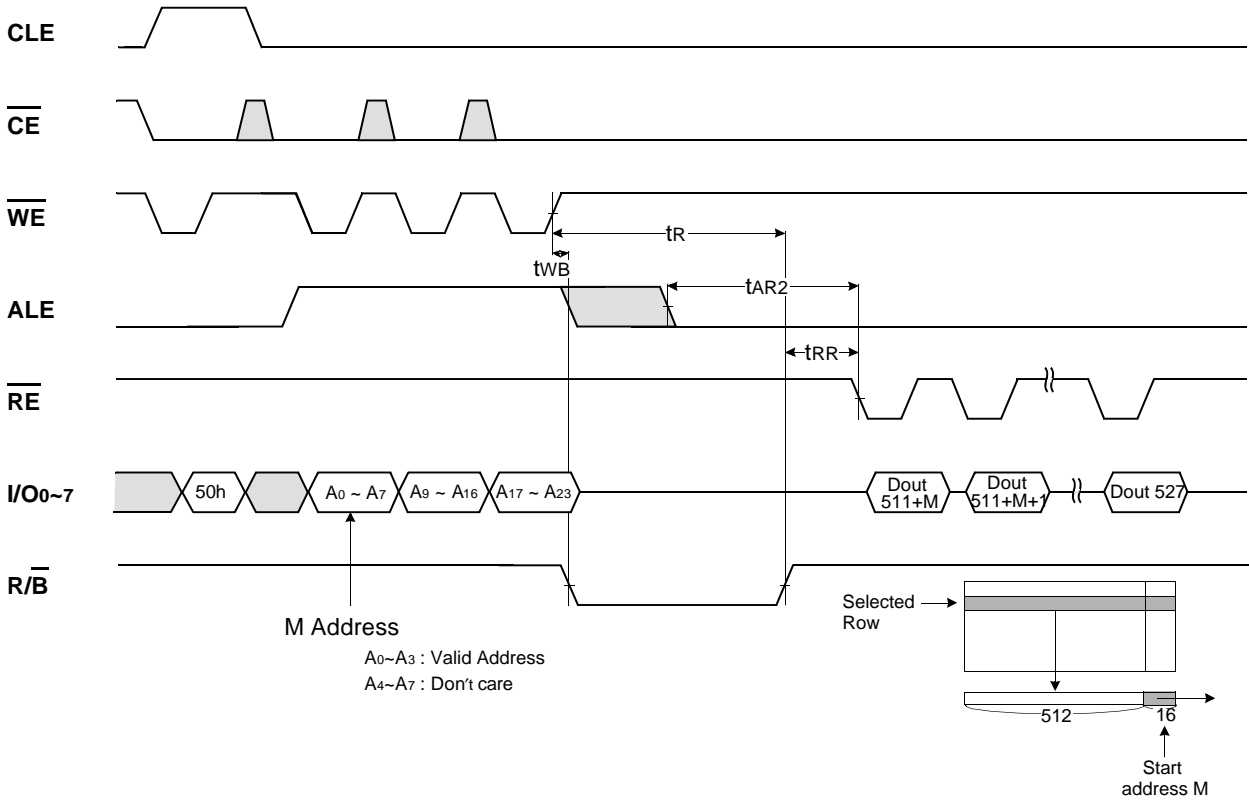 CLE
CE
WE
tR
tWB
ALE
tAR2
tRR
RE
I/O0~7
50h
A0 ~ A7
A9 ~ A16
A17 ~ A23
Dout
511+M
Dout
511+M+1
Dout 527
R/B
M Address
A0~A3 : Valid Address
A4~A7 : Don't care
Selected
Row
512
16
Start
address M